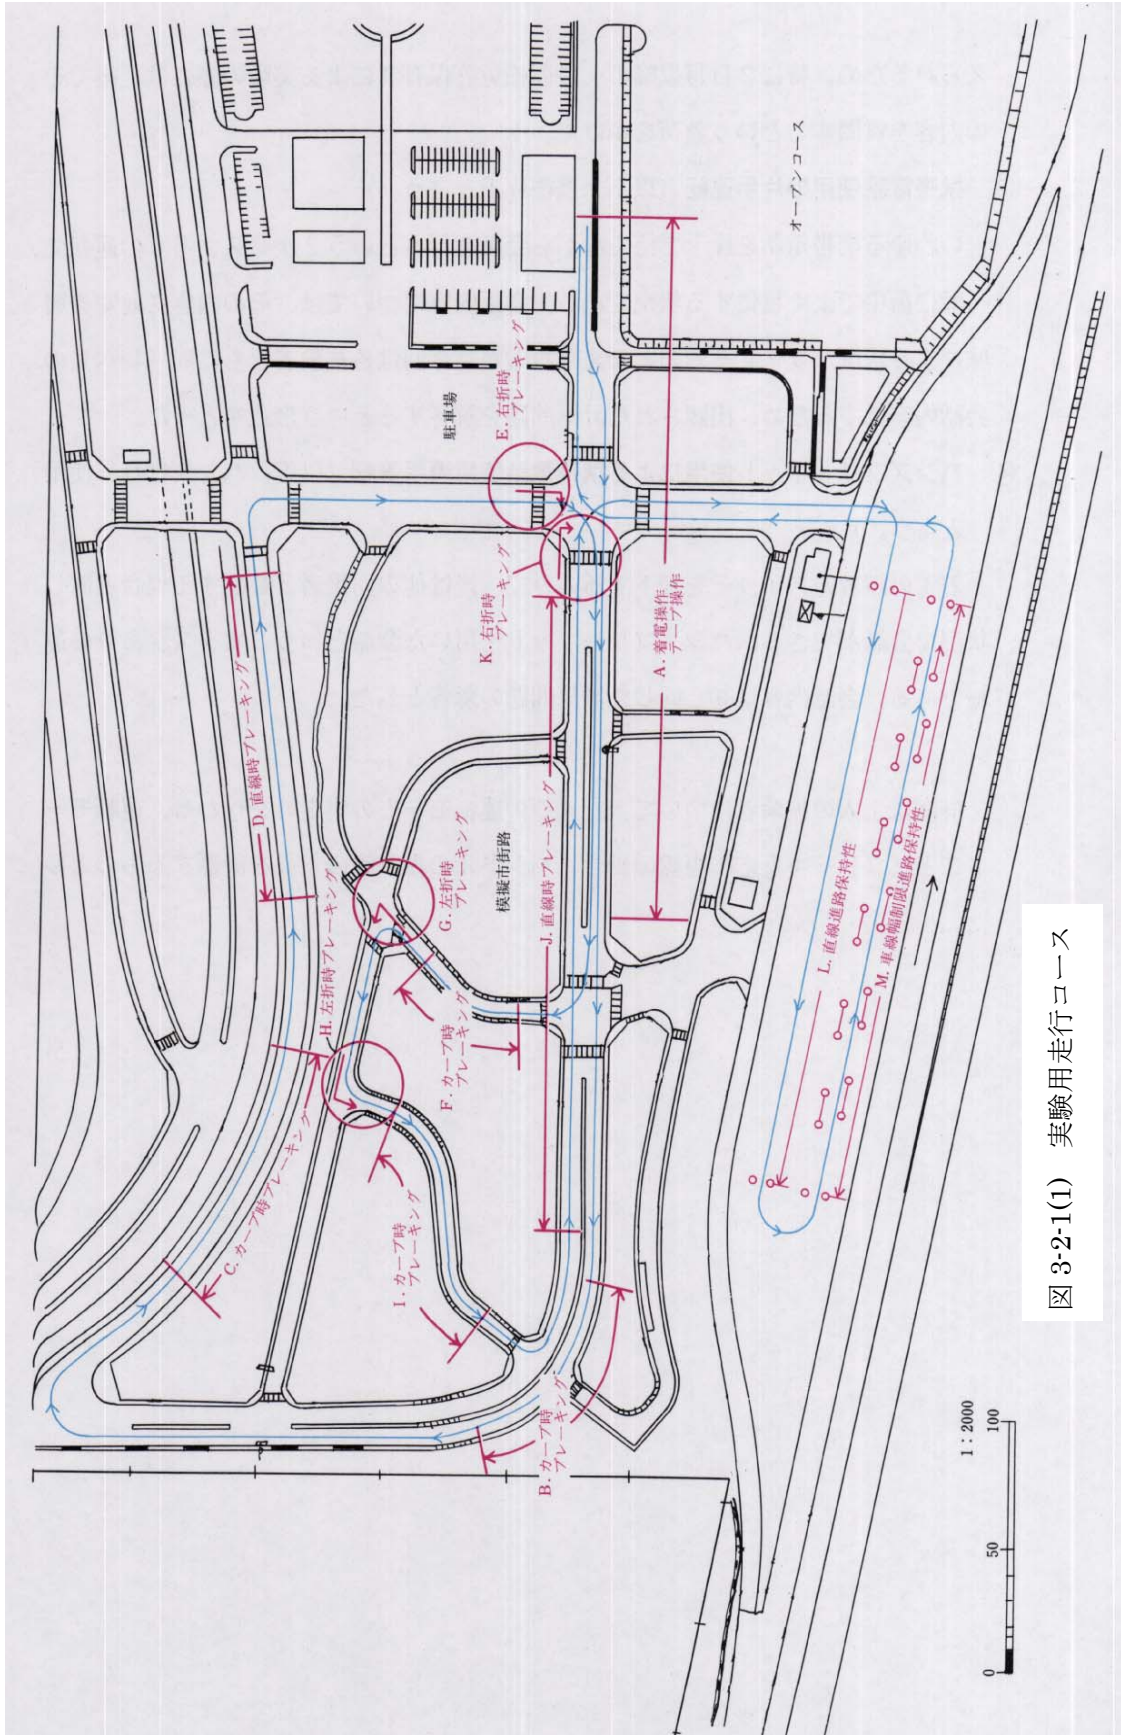 オープンコース
駐車場
模擬市街路
A. 着電操作
テープ操作
B. カーブ時
ブレーキング
C. カーブ時ブレーキング
D. 直線時ブレーキング
E. 右折時
ブレーキング
F. カーブ時
ブレーキング
G. 左折時
ブレーキング
H. 左折時ブレーキング
I. カーブ時
ブレーキング
J. 直線時ブレーキング
K. 右折時
ブレーキング
L. 直線進路保持性
M. 車線幅制限進路保持性
1 : 2000
0 50 100
図 3-2-1(1) 実験用走行コース